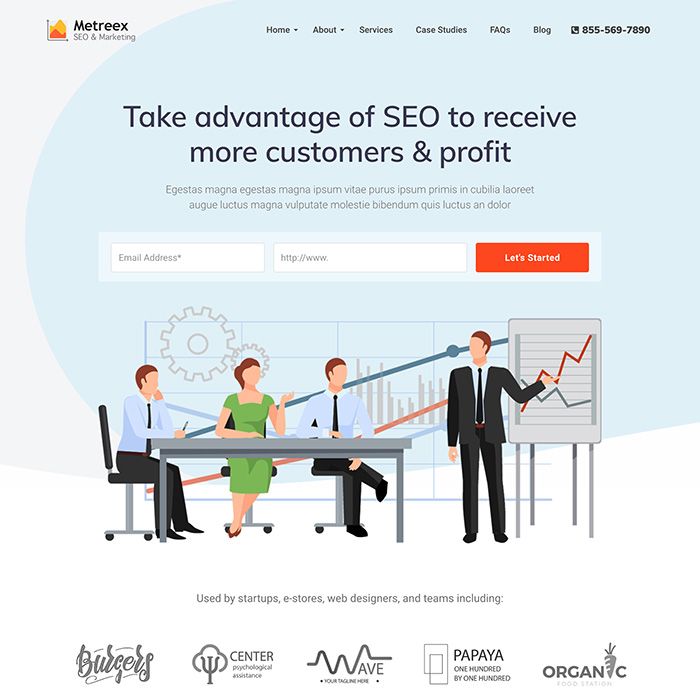 Metreex
SEO & Marketing
Home
About
Services
Case Studies
FAQs
Blog
855-569-7890
Take advantage of SEO to receive
more customers & profit
Egestas magna egestas magna ipsum vitae purus ipsum primis in cubilia laoreet
augue luctus magna vulputate molestie bibendum quis luctus an dolor
Email Address*
http://www.
Let's Started
Used by startups, e-stores, web designers, and teams including:
Burgers
CENTER
psychological
assistance
WAVE
• YOUR TAGLINE HERE •
PAPAYA
ONE HUNDRED
BY ONE HUNDRED
ORGANIC
FOOD STATION